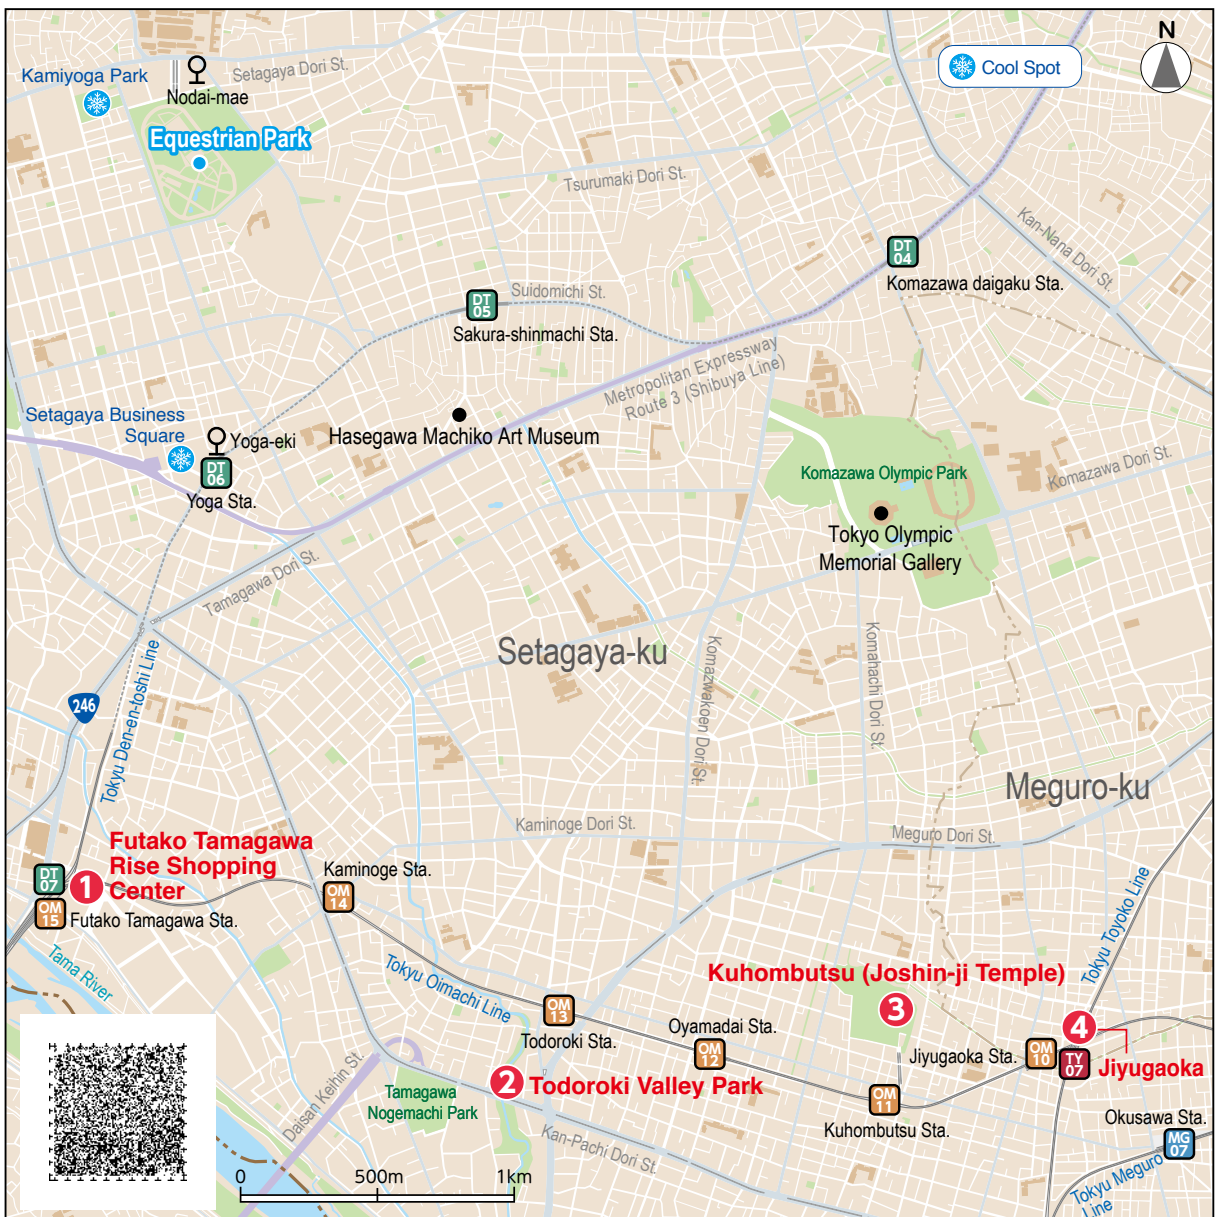 N
Cool Spot
Kamiyoga Park
Nodai-mae
Setagaya Dori St.
Equestrian Park
Tsurumaki Dori St.
Kan-Nana Dori St.
DT
04
Komazawa daigaku Sta.
Suidomichi St.
DT
05
Sakura-shinmachi Sta.
Metropolitan Expressway
Route 3 (Shibuya Line)
Setagaya Business
Square
Yoga-eki
DT
06
Yoga Sta.
Hasegawa Machiko Art Museum
Komazawa Olympic Park
Komazawa Dori St.
Tokyo Olympic
Memorial Gallery
Tamagawa Dori St.
Setagaya-ku
Komazwakoen Dori St.
Komahachi Dori St.
246
Tokyu Den-en-toshi Line
Meguro-ku
Kaminoge Dori St.
Meguro Dori St.
Futako Tamagawa
Rise Shopping
Center
1
DT
07
OM
15
Futako Tamagawa Sta.
Kaminoge Sta.
OM
14
Tama River
Tokyu Oimachi Line
Tokyu Toyoko Line
Kuhombutsu (Joshin-ji Temple)
3
OM
13
Todoroki Sta.
Oyamadai Sta.
OM
12
Jiyugaoka Sta.
OM
10
TY
07
4
Jiyugaoka
2
Todoroki Valley Park
Tamagawa
Nogemachi Park
Daisan Keihin St.
OM
11
Kuhombutsu Sta.
Kan-Pachi Dori St.
Okusawa Sta.
MG
07
Tokyu Meguro
Line
0
500m
1km